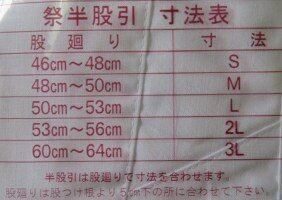 祭半股引 寸法表
股廻り 寸法
46cm～48cm S
48cm～50cm M
50cm～53cm L
53cm～56cm 2L
60cm～64cm 3L
半股引は股廻りで寸法を合わせます。
股廻りは股つけ根より5cm下の所に合わせて下さい。